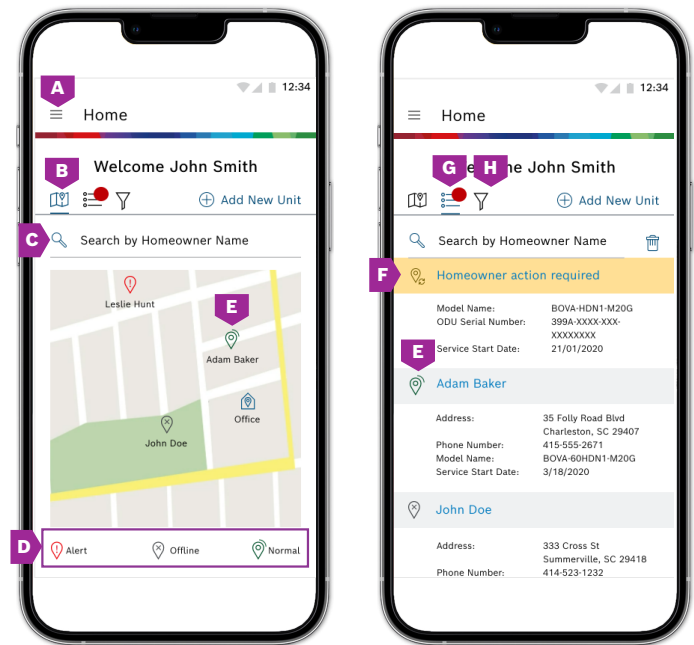 A
12:34
Home
Welcome John Smith
B
Add New Unit
C
Search by Homeowner Name
Leslie Hunt
E
Adam Baker
Office
John Doe
D
Alert
Offline
Normal
12:34
Home
G
H
e John Smith
Add New Unit
Search by Homeowner Name
F
Homeowner action required
Model Name: BOVA-HDN1-M20G
ODU Serial Number: 399A-XXXX-XXX-
XXXXXXXX
Service Start Date: 21/01/2020
E
Adam Baker
Address: 35 Folly Road Blvd
Charleston, SC 29407
Phone Number: 415-555-2671
Model Name: BOVA-60HDN1-M20G
Service Start Date: 3/18/2020
John Doe
Address: 333 Cross St
Summerville, SC 29418
Phone Number: 414-523-1232